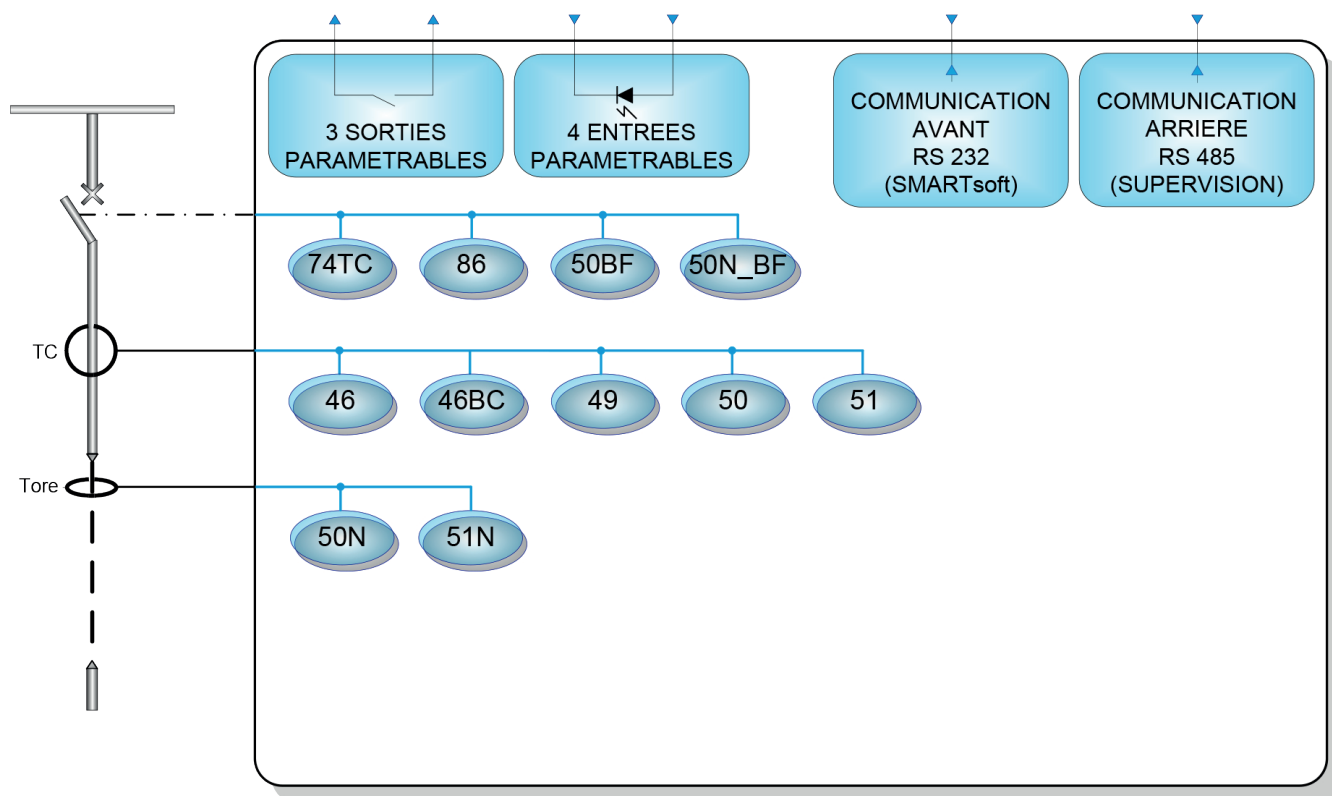 3 SORTIES
PARAMETRABLES
4 ENTREES
PARAMETRABLES
COMMUNICATION
AVANT
RS 232
(SMARTsoft)
COMMUNICATION
ARRIERE
RS 485
(SUPERVISION)
74TC
86
50BF
50N_BF
TC
46
46BC
49
50
51
Tore
50N
51N